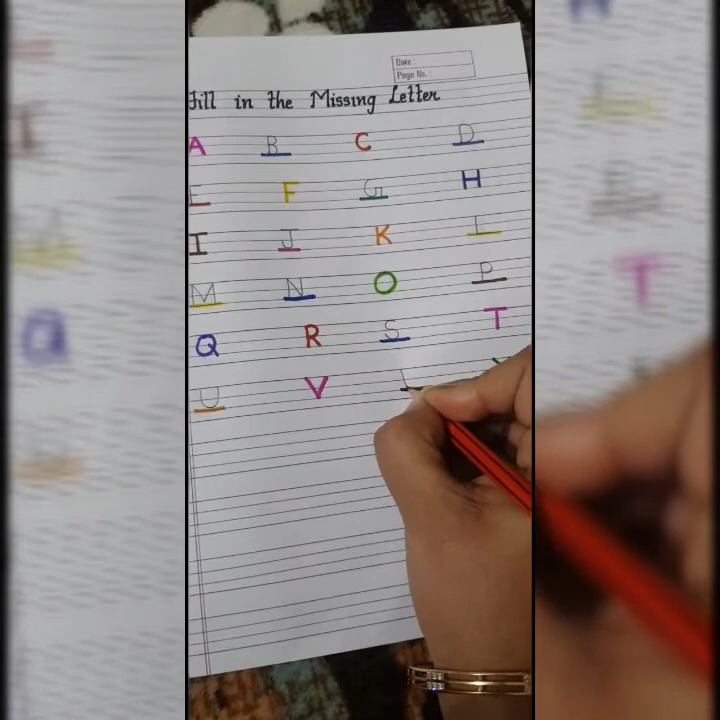 Date :
Page No. :
Fill in the Missing Letter
A B C D
E F G H
I J K L
M N O P
Q R S T
U V